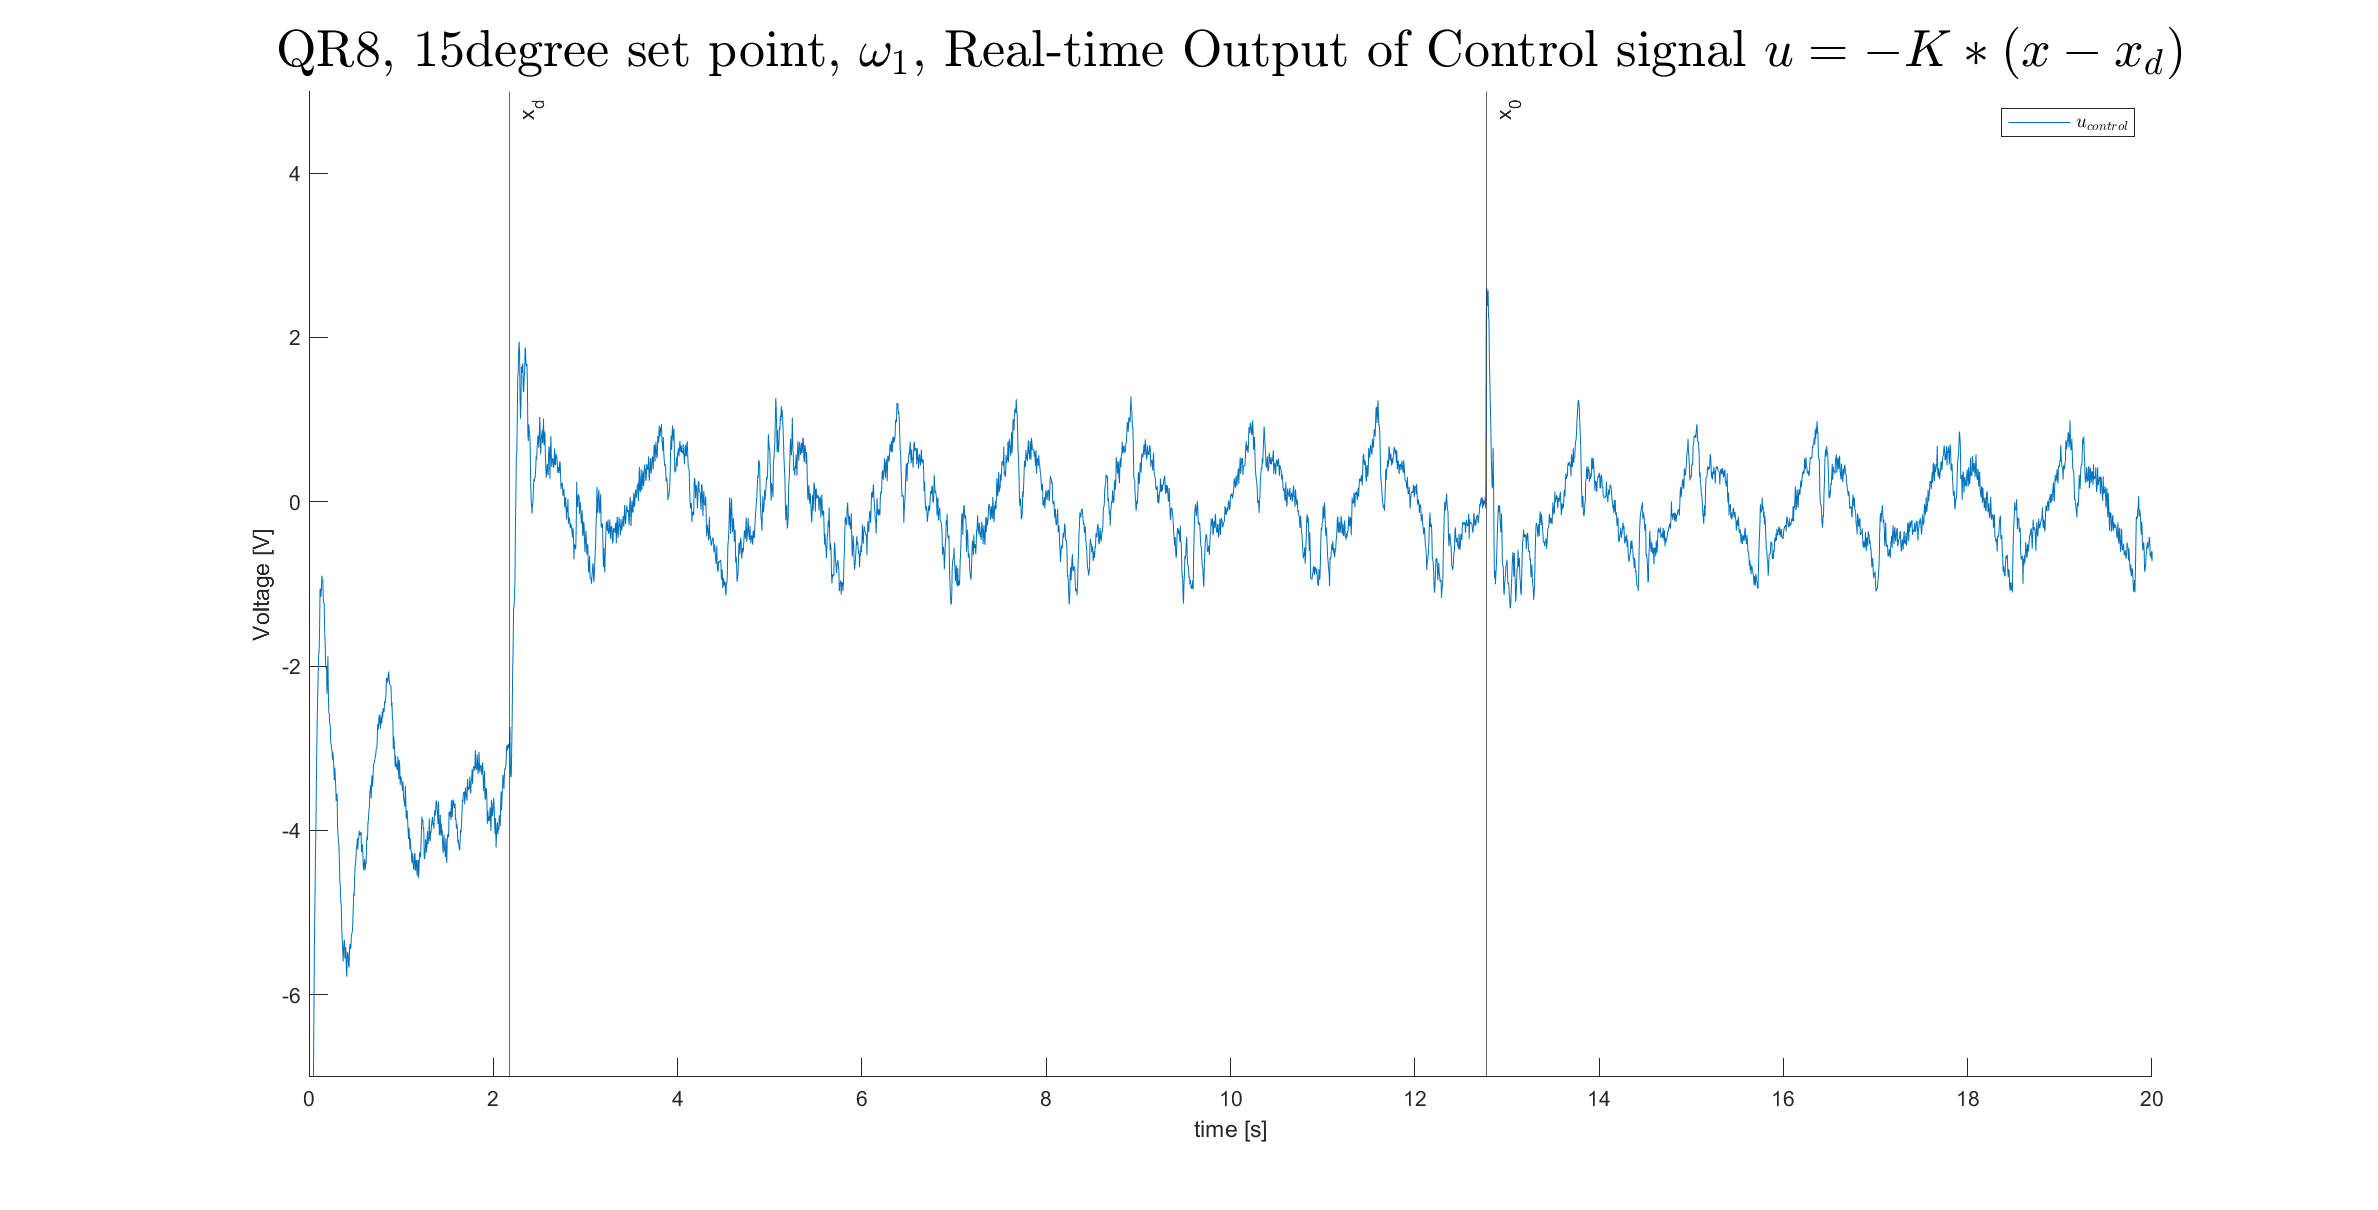 QR8, 15degree set point, ω₁, Real-time Output of Control signal u = −K ∗ (x − x_d)
x_d
x_0
u_control
4
2
0
-2
-4
-6
Voltage [V]
0 2 4 6 8 10 12 14 16 18 20
time [s]